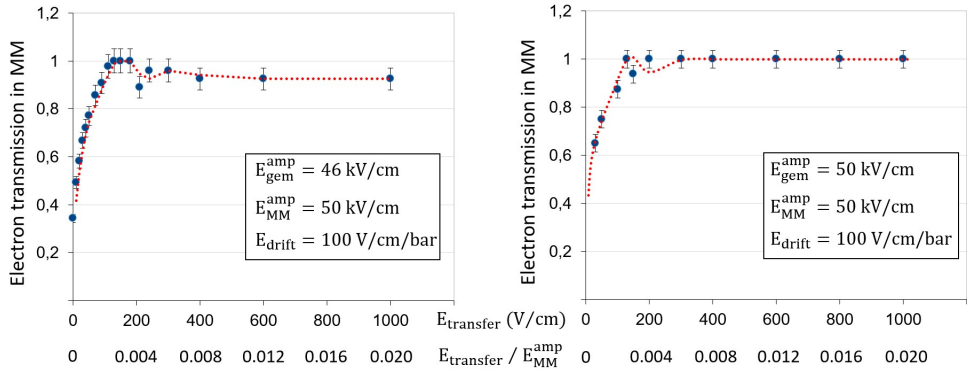 Electron transmission in MM
1,2
1
0,8
0,6
0,4
0,2
E_gem^amp = 46 kV/cm
E_MM^amp = 50 kV/cm
E_drift = 100 V/cm/bar
0 200 400 600 800 1000
0 0.004 0.008 0.012 0.016 0.020
E_transfer (V/cm)
E_transfer / E_MM^amp
Electron transmission in MM
1,2
1
0,8
0,6
0,4
0,2
E_gem^amp = 50 kV/cm
E_MM^amp = 50 kV/cm
E_drift = 100 V/cm/bar
0 200 400 600 800 1000
0 0.004 0.008 0.012 0.016 0.020